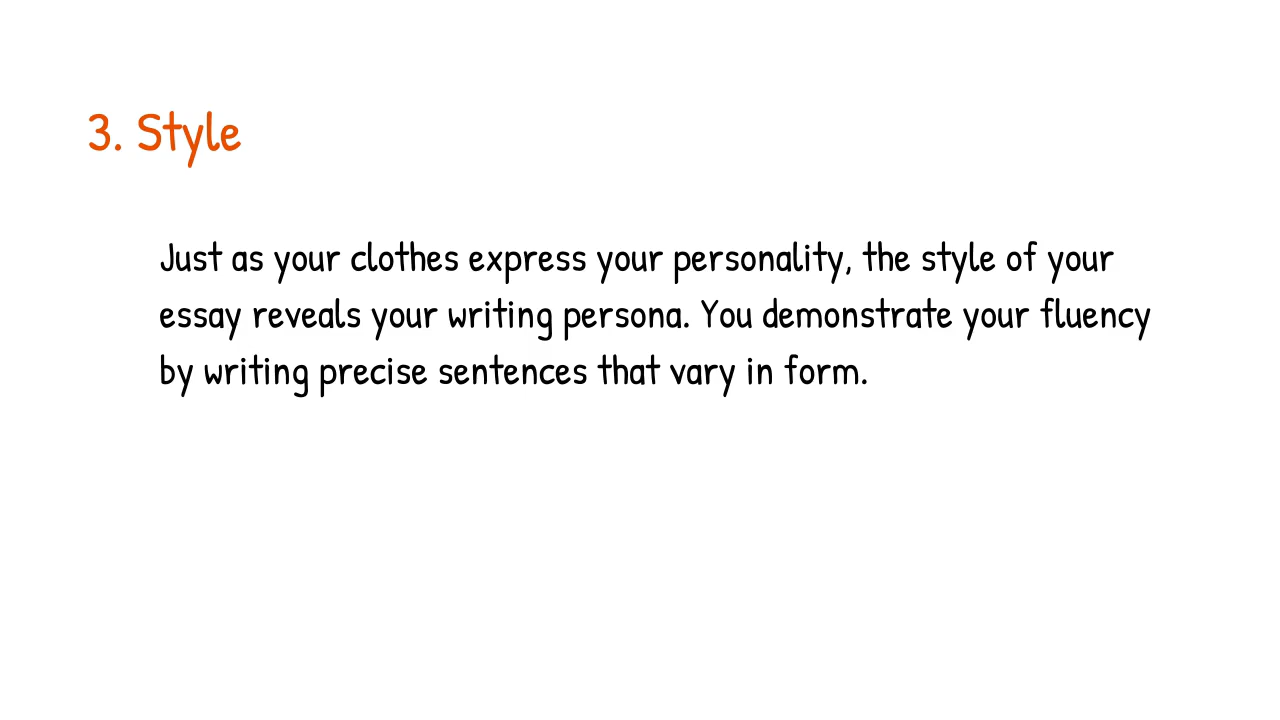 3. Style
Just as your clothes express your personality, the style of your
essay reveals your writing persona. You demonstrate your fluency
by writing precise sentences that vary in form.